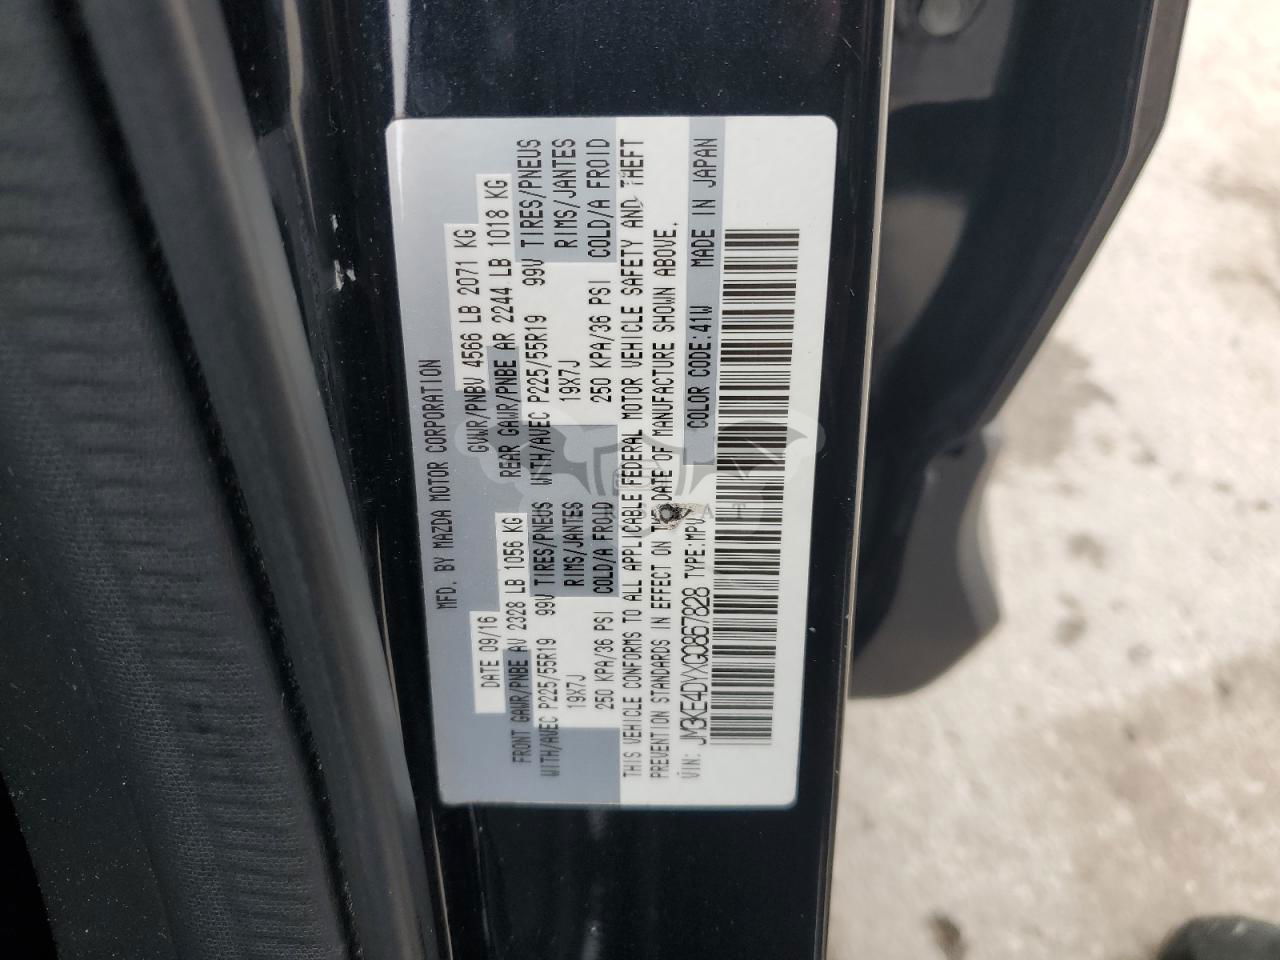 MFD. BY MAZDA MOTOR CORPORATION
DATE 09/16 GVWR/PNBV 4566 LB 2071 KG
FRONT GAWR/PNBE AV 2328 LB 1056 KG REAR GAWR/PNBE AR 2244 LB 1018 KG
WITH/AVEC P225/55R19 99V TIRES/PNEUS WITH/AVEC P225/55R19 99V TIRES/PNEUS
19X7J RIMS/JANTES 19X7J RIMS/JANTES
250 KPA/36 PSI COLD/A FROID 250 KPA/36 PSI COLD/A FROID
THIS VEHICLE CONFORMS TO ALL APPLICABLE FEDERAL MOTOR VEHICLE SAFETY AND THEFT
PREVENTION STANDARDS IN EFFECT ON THE DATE OF MANUFACTURE SHOWN ABOVE.
VIN: JM3KE4DYXG0867828 TYPE:MPV COLOR CODE:41W MADE IN JAPAN